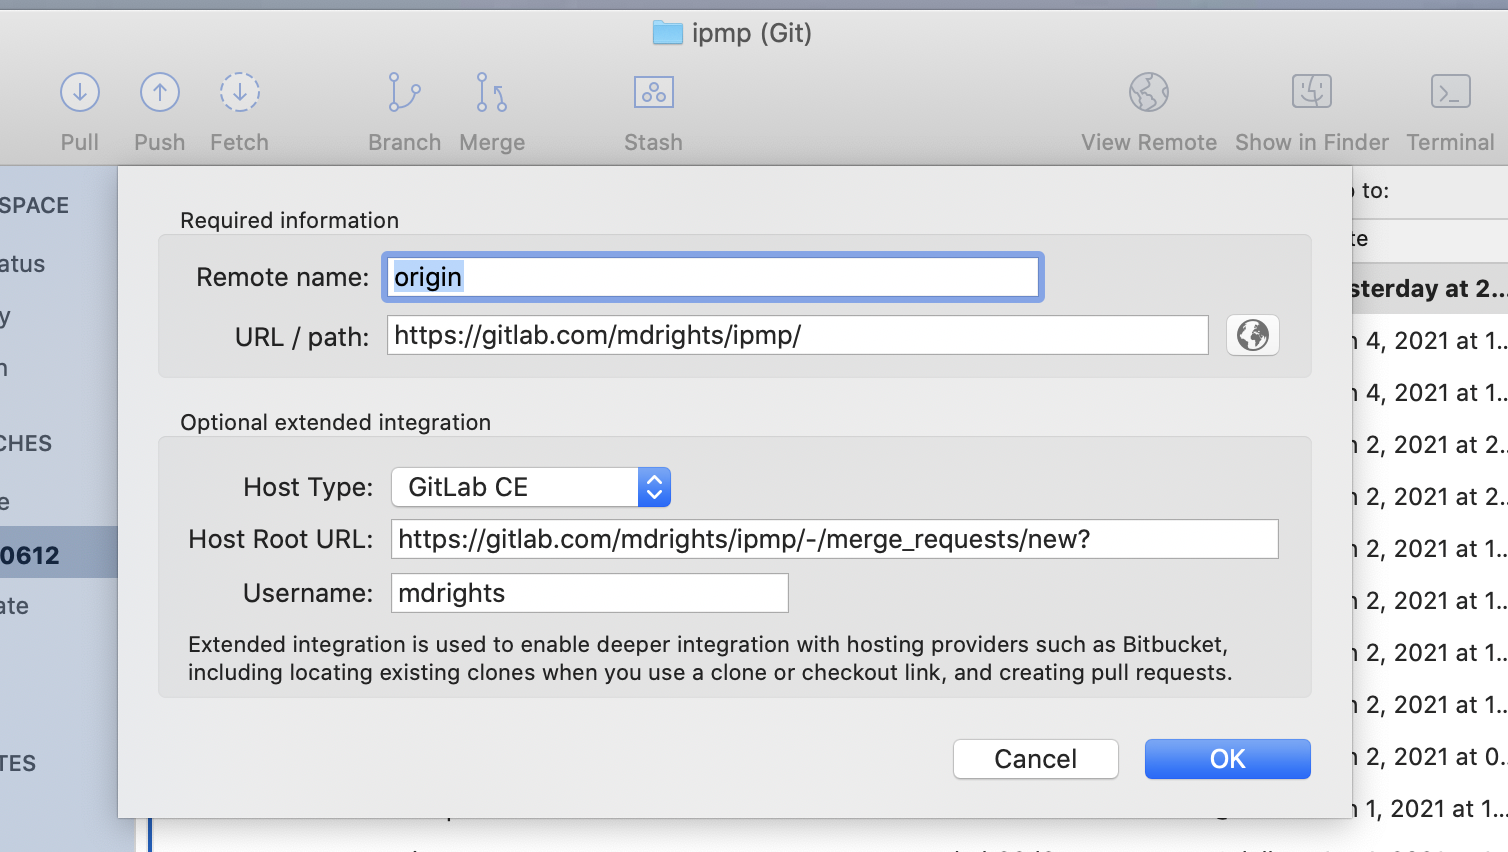 ipmp (Git)
Pull Push Fetch Branch Merge Stash View Remote Show in Finder Terminal
SPACE
atus
y
n
CHES
e
0612
ate
TES
Required information
Remote name: origin
URL / path: https://gitlab.com/mdrights/ipmp/
Optional extended integration
Host Type: GitLab CE
Host Root URL: https://gitlab.com/mdrights/ipmp/-/merge_requests/new?
Username: mdrights
Extended integration is used to enable deeper integration with hosting providers such as Bitbucket,
including locating existing clones when you use a clone or checkout link, and creating pull requests.
Cancel OK
to:
te
sterday at 2...
4, 2021 at 1...
4, 2021 at 1...
2, 2021 at 2...
2, 2021 at 2...
2, 2021 at 1...
2, 2021 at 1...
2, 2021 at 1...
2, 2021 at 1...
2, 2021 at 0...
1, 2021 at 1...